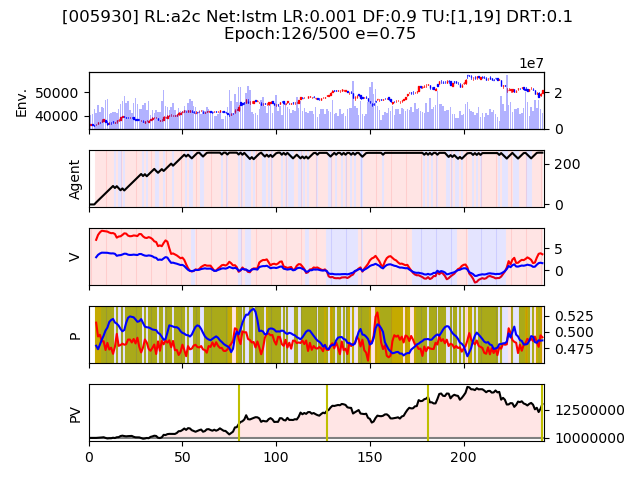 [005930] RL:a2c Net:lstm LR:0.001 DF:0.9 TU:[1,19] DRT:0.1
Epoch:126/500 e=0.75
1e7
Env.
50000
40000
2
0
Agent
200
0
V
5
0
P
0.525
0.500
0.475
PV
12500000
10000000
0
50
100
150
200